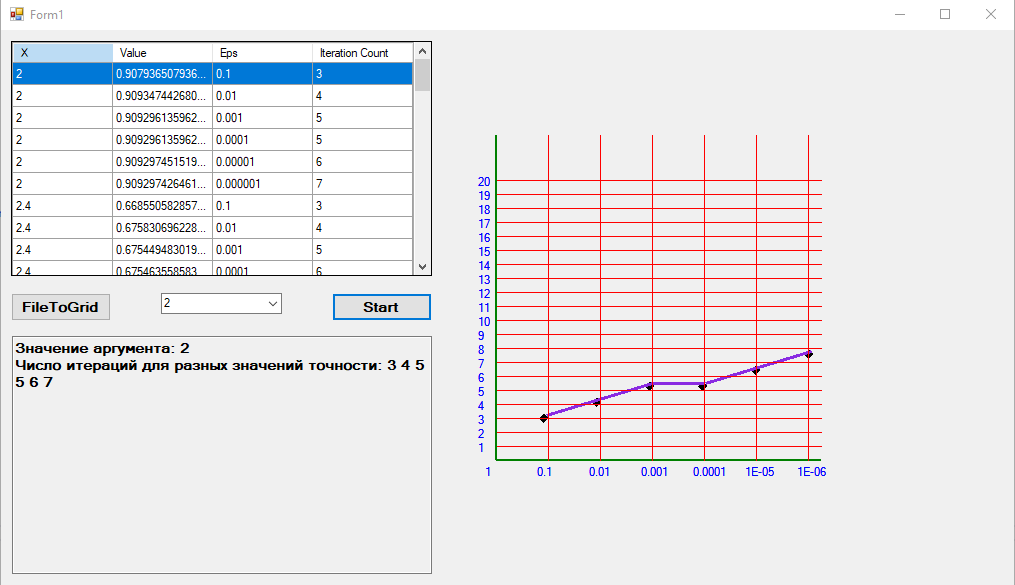 Form1
X Value Eps Iteration Count
2 0.907936507936... 0.1 3
2 0.909347442680... 0.01 4
2 0.909296135962... 0.001 5
2 0.909296135962... 0.0001 5
2 0.909297451519... 0.00001 6
2 0.909297426461... 0.000001 7
2.4 0.668550582857... 0.1 3
2.4 0.675830696228... 0.01 4
2.4 0.675449483019... 0.001 5
2.4 0.675463558583... 0.0001 6
FileToGrid
2
Start
Значение аргумента: 2
Число итераций для разных значений точности: 3 4 5
5 6 7
20
19
18
17
16
15
14
13
12
11
10
9
8
7
6
5
4
3
2
1
1 0.1 0.01 0.001 0.0001 1E-05 1E-06